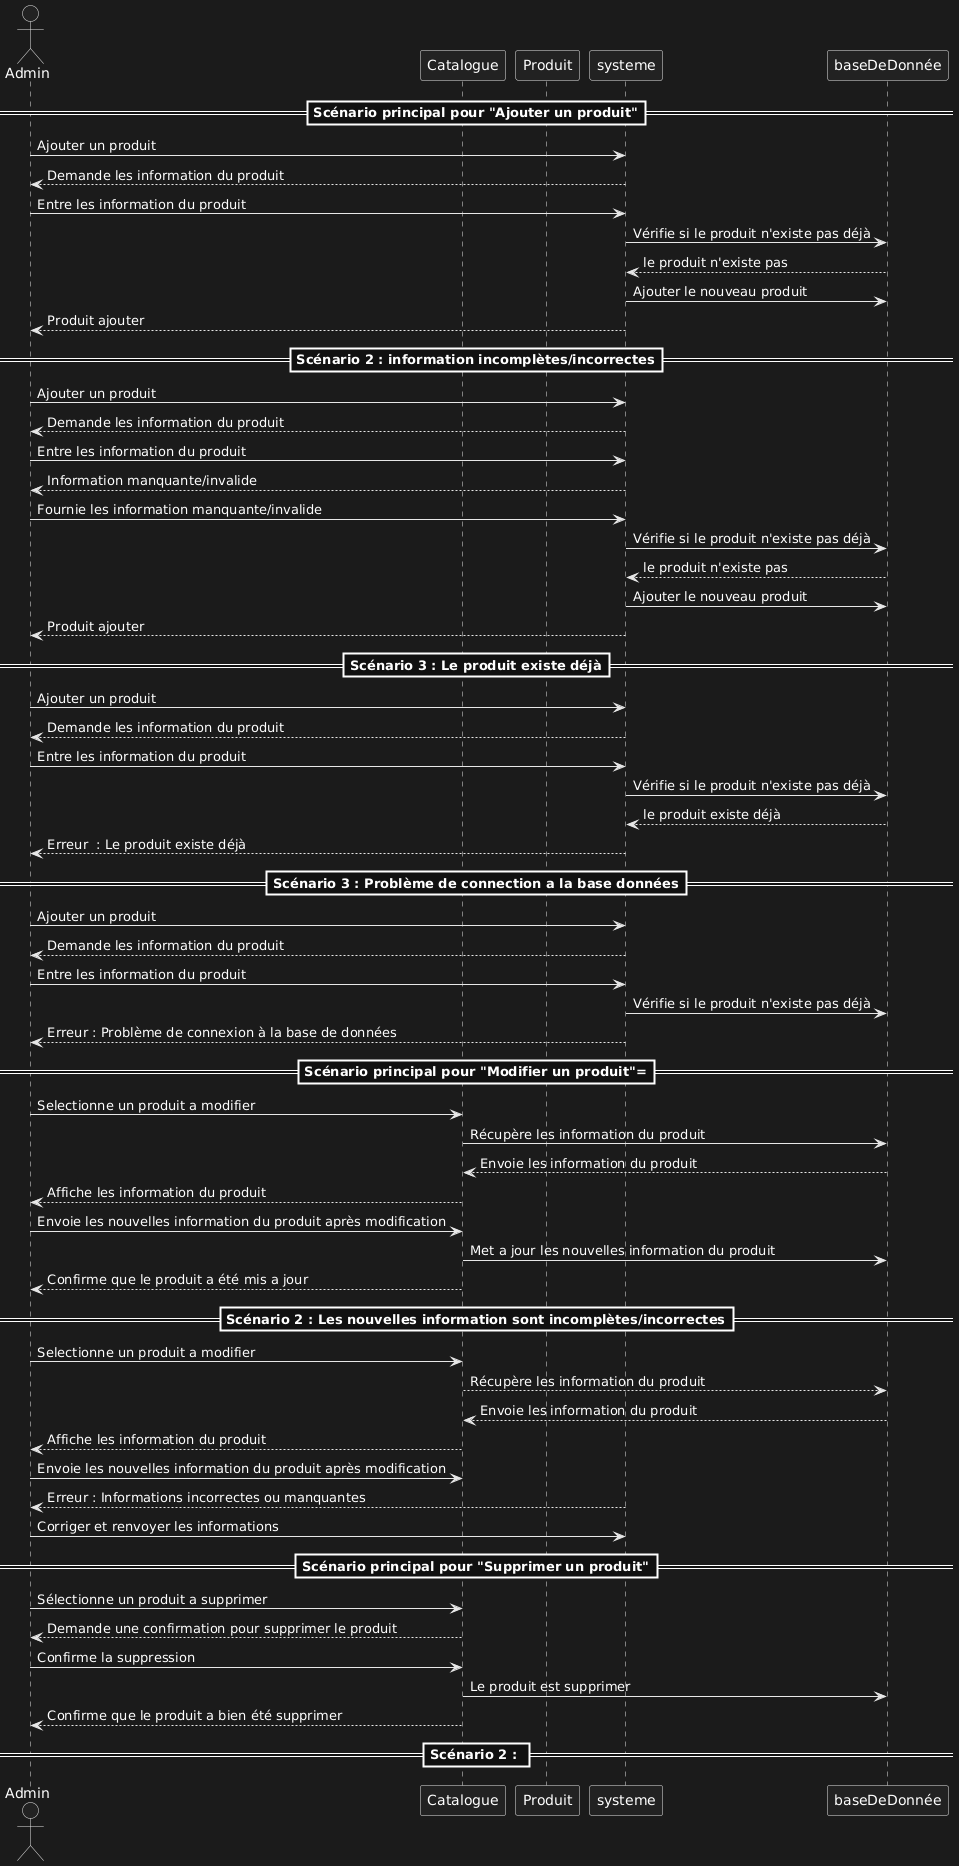 Admin
Catalogue
Produit
systeme
baseDeDonnée
Scénario principal pour "Ajouter un produit"
Ajouter un produit
Demande les information du produit
Entre les information du produit
Vérifie si le produit n'existe pas déjà
le produit n'existe pas
Ajouter le nouveau produit
Produit ajouter
Scénario 2 : information incomplètes/incorrectes
Ajouter un produit
Demande les information du produit
Entre les information du produit
Information manquante/invalide
Fournie les information manquante/invalide
Vérifie si le produit n'existe pas déjà
le produit n'existe pas
Ajouter le nouveau produit
Produit ajouter
Scénario 3 : Le produit existe déjà
Ajouter un produit
Demande les information du produit
Entre les information du produit
Vérifie si le produit n'existe pas déjà
le produit existe déjà
Erreur  : Le produit existe déjà
Scénario 3 : Problème de connection a la base données
Ajouter un produit
Demande les information du produit
Entre les information du produit
Vérifie si le produit n'existe pas déjà
Erreur : Problème de connexion à la base de données
Scénario principal pour "Modifier un produit"=
Selectionne un produit a modifier
Récupère les information du produit
Envoie les information du produit
Affiche les information du produit
Envoie les nouvelles information du produit après modification
Met a jour les nouvelles information du produit
Confirme que le produit a été mis a jour
Scénario 2 : Les nouvelles information sont incomplètes/incorrectes
Selectionne un produit a modifier
Récupère les information du produit
Envoie les information du produit
Affiche les information du produit
Envoie les nouvelles information du produit après modification
Erreur : Informations incorrectes ou manquantes
Corriger et renvoyer les informations
Scénario principal pour "Supprimer un produit"
Sélectionne un produit a supprimer
Demande une confirmation pour supprimer le produit
Confirme la suppression
Le produit est supprimer
Confirme que le produit a bien été supprimer
Scénario 2 :
Admin
Catalogue
Produit
systeme
baseDeDonnée